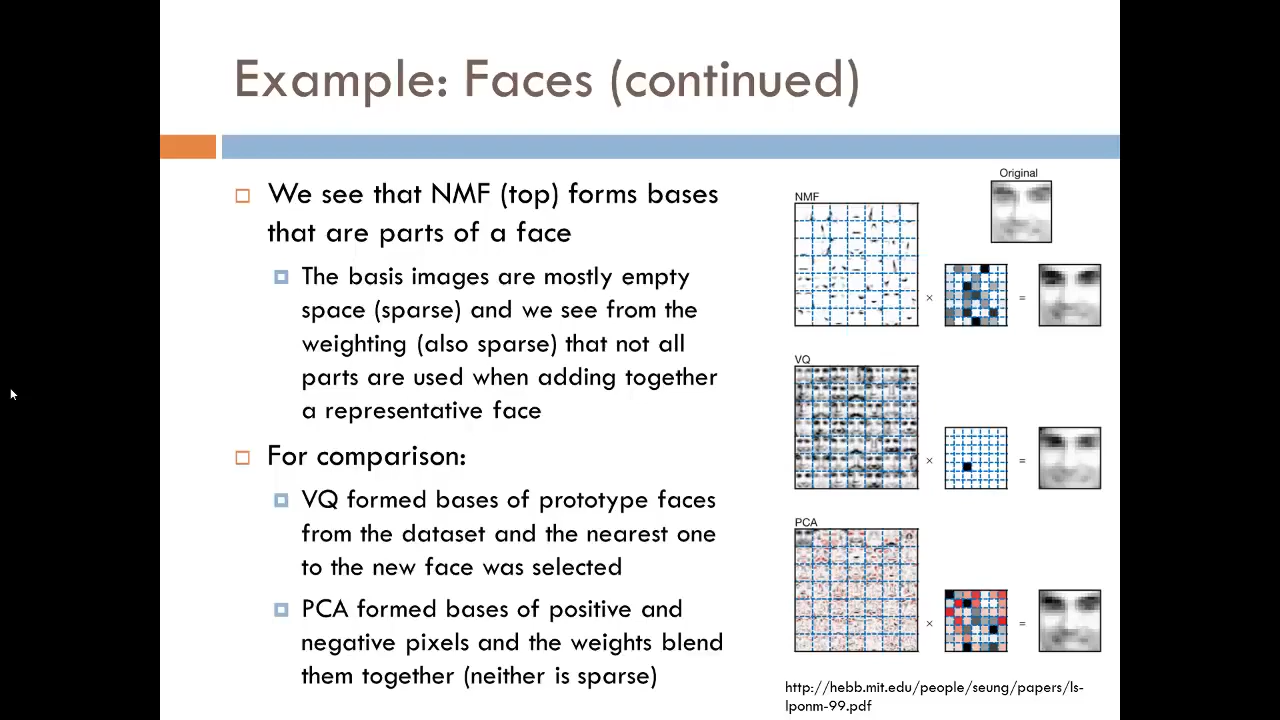 Example: Faces (continued)
We see that NMF (top) forms bases
that are parts of a face
The basis images are mostly empty
space (sparse) and we see from the
weighting (also sparse) that not all
parts are used when adding together
a representative face
For comparison:
VQ formed bases of prototype faces
from the dataset and the nearest one
to the new face was selected
PCA formed bases of positive and
negative pixels and the weights blend
them together (neither is sparse)
Original
NMF
× =
VQ
× =
PCA
× =
http://hebb.mit.edu/people/seung/papers/ls-
lponm-99.pdf